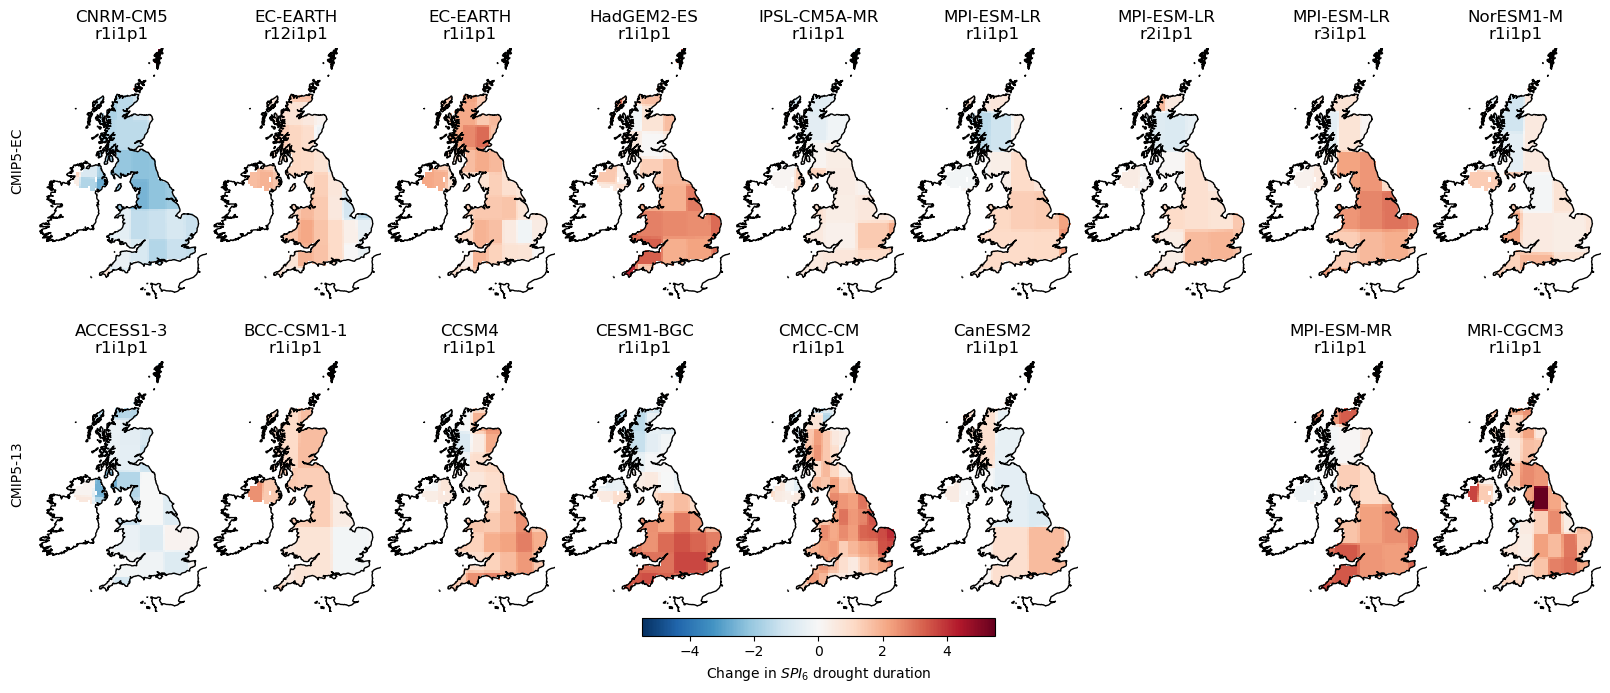 CNRM-CM5 EC-EARTH EC-EARTH HadGEM2-ES IPSL-CM5A-MR MPI-ESM-LR MPI-ESM-LR MPI-ESM-LR NorESM1-M
r1i1p1 r12i1p1 r1i1p1 r1i1p1 r1i1p1 r1i1p1 r2i1p1 r3i1p1 r1i1p1
CMIP5-EC
ACCESS1-3 BCC-CSM1-1 CCSM4 CESM1-BGC CMCC-CM CanESM2 MPI-ESM-MR MRI-CGCM3
r1i1p1 r1i1p1 r1i1p1 r1i1p1 r1i1p1 r1i1p1 r1i1p1 r1i1p1
CMIP5-13
−4 −2 0 2 4
Change in SPI₆ drought duration